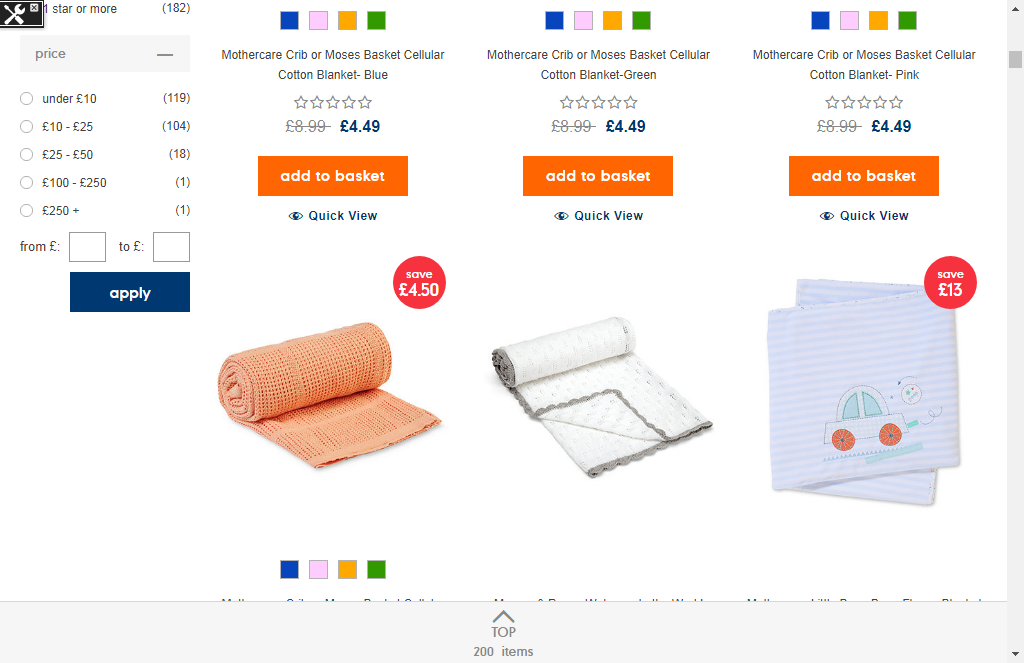 1 star or more (182)
price
under £10 (119)
£10 - £25 (104)
£25 - £50 (18)
£100 - £250 (1)
£250 + (1)
from £: to £:
apply
Mothercare Crib or Moses Basket Cellular
Cotton Blanket- Blue
£8.99 £4.49
add to basket
Quick View
Mothercare Crib or Moses Basket Cellular
Cotton Blanket-Green
£8.99 £4.49
add to basket
Quick View
Mothercare Crib or Moses Basket Cellular
Cotton Blanket- Pink
£8.99 £4.49
add to basket
Quick View
save
£4.50
save
£13
TOP
200 items